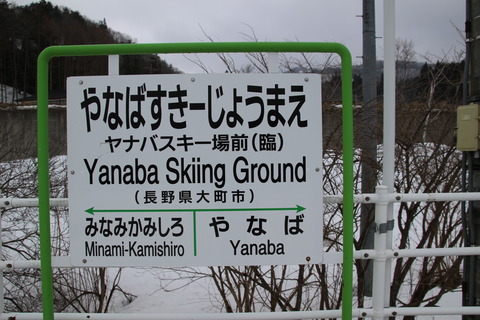 やなばすきーじょうまえ
ヤナバスキー場前(臨)
Yanaba Skiing Ground
(長野県大町市)
みなみかみしろ やなば
Minami-Kamishiro Yanaba